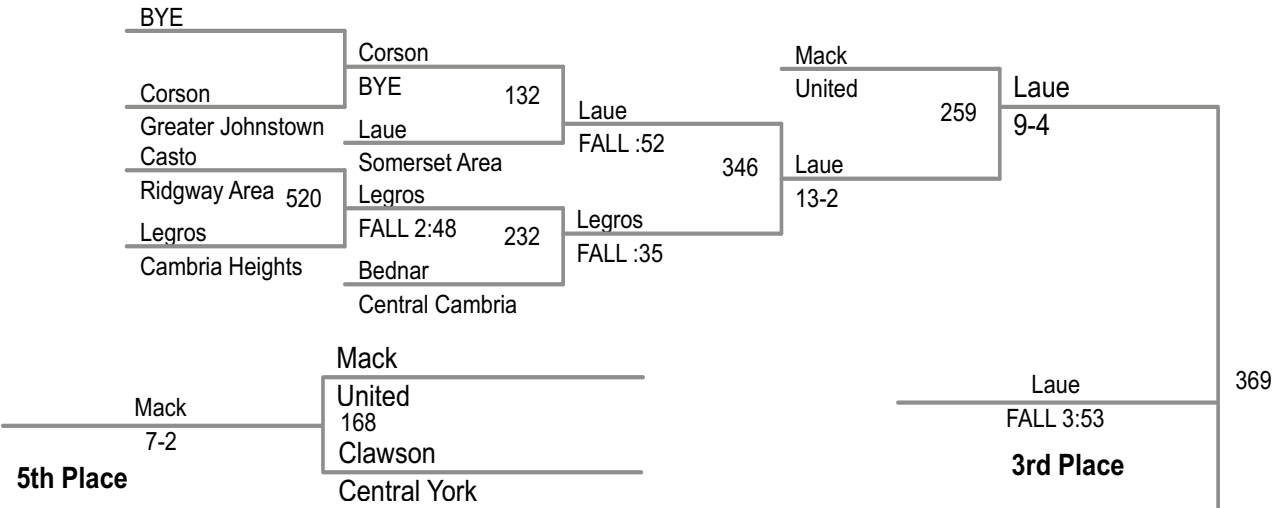 BYE
Corson
Greater Johnstown
Casto
Ridgway Area 520
Legros
Cambria Heights
Corson
BYE
132
Laue
Somerset Area
Legros
FALL 2:48
232
Bednar
Central Cambria
Laue
FALL :52
346
Legros
FALL :35
Mack
United
259
Laue
13-2
Laue
9-4
369
Mack
7-2
5th Place
Mack
United
168
Clawson
Central York
Laue
FALL 3:53
3rd Place